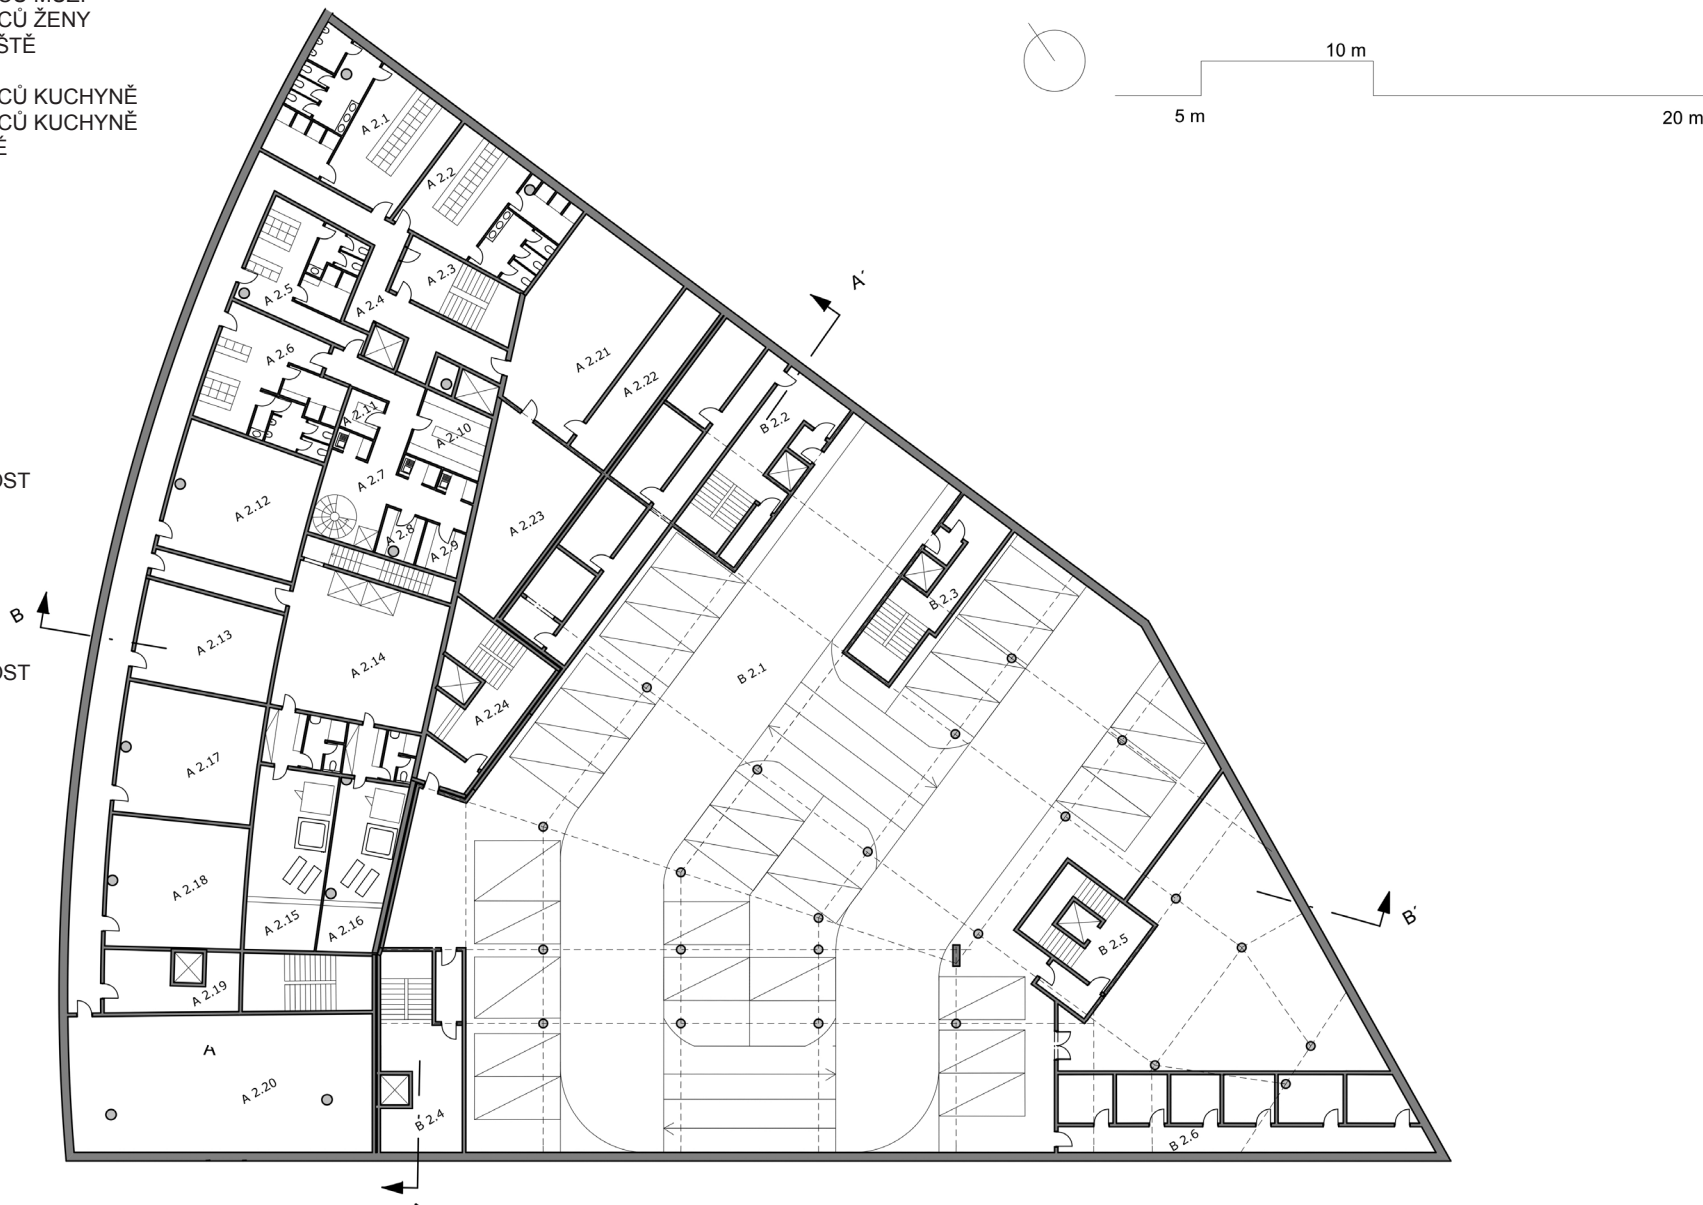 CŮ ŽENY
IŠTĚ
CŮ KUCHYNĚ
CŮ KUCHYNĚ
OST
OST
10 m
5 m
20 m
A 2.1
A 2.2
A 2.3
A 2.4
A 2.5
A 2.6
A 2.11
A 2.10
A 2.7
A 2.8
A 2.9
A 2.12
A 2.21
A 2.22
A 2.23
A´
B 2.2
B 2.3
B 2.1
B
A 2.13
A 2.14
A 2.24
A 2.17
A 2.18
A 2.15
A 2.16
A 2.19
A
A 2.20
B 2.4
B 2.5
B´
B 2.6